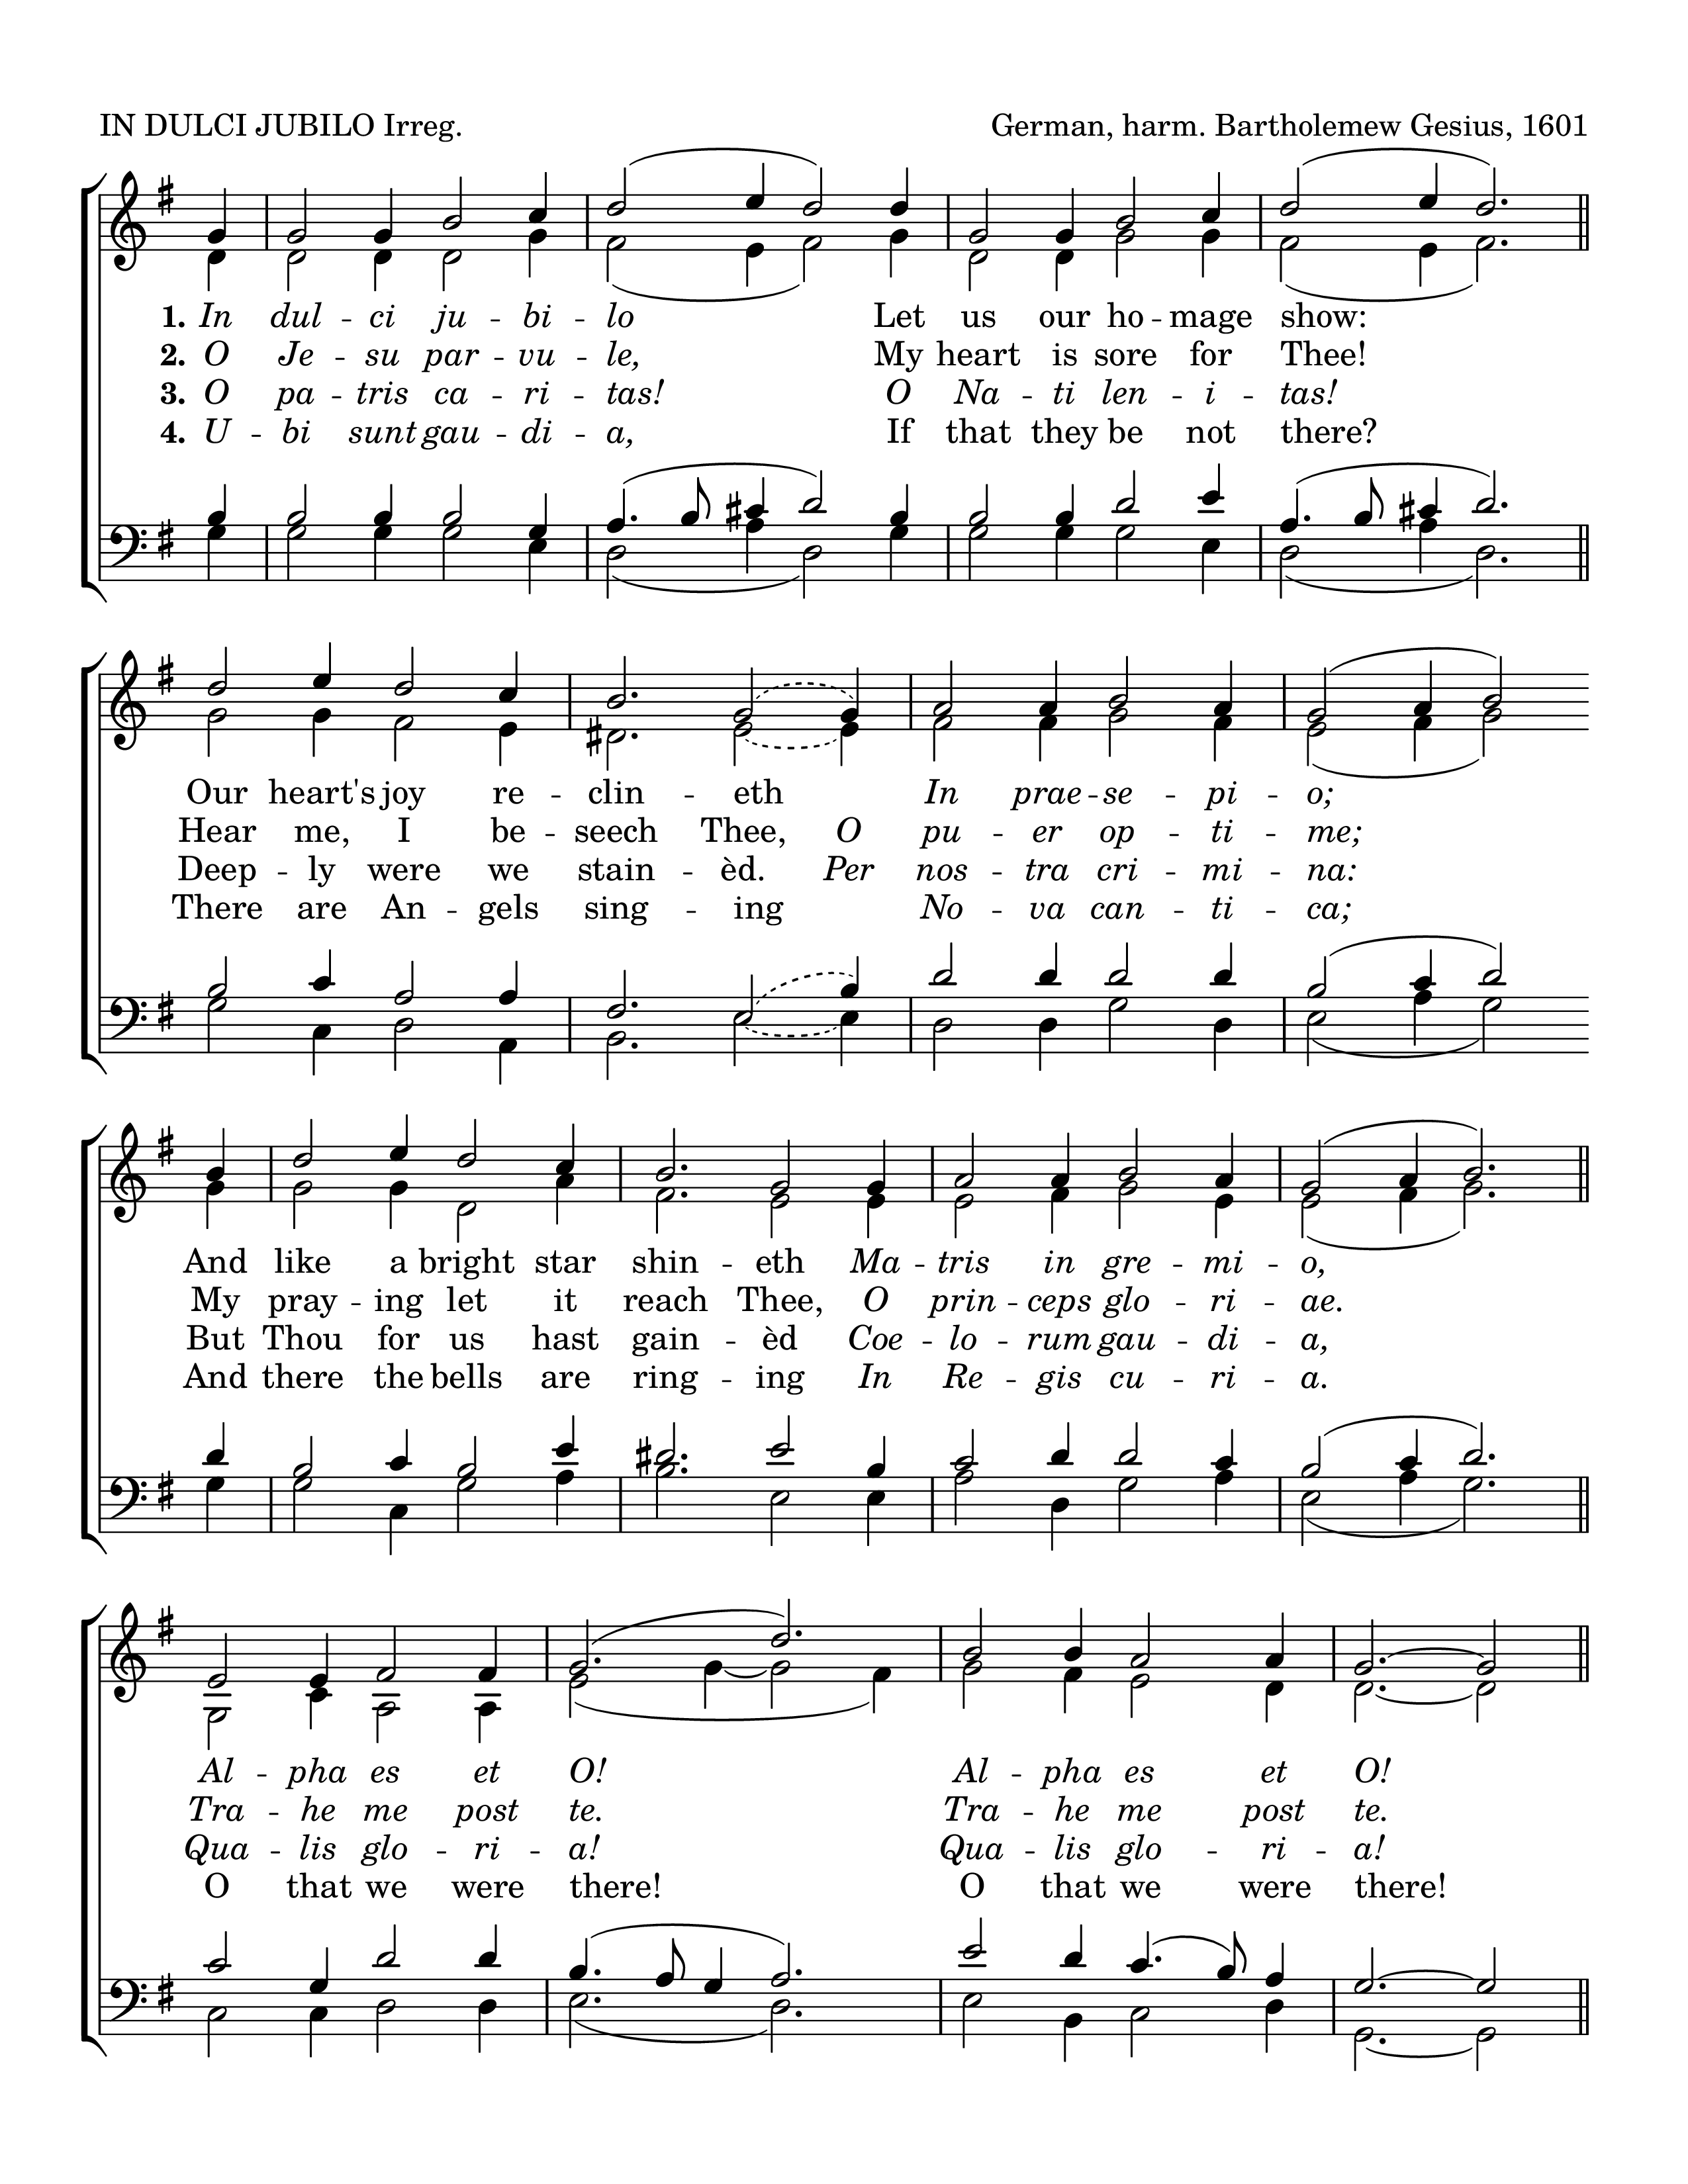 IN DULCI JUBILO Irreg. German, harm. Bartholemew Gesius, 1601
1. In dul - ci ju - bi - lo Let us our ho - mage show:
2. O Je - su par - vu - le, My heart is sore for Thee!
3. O pa - tris ca - ri - tas! O Na - ti len - i - tas!
4. U - bi sunt gau - di - a, If that they be not there?
Our heart's joy re - clin - eth In prae - se - pi - o;
Hear me, I be - seech Thee, O pu - er op - ti - me;
Deep - ly were we stain - èd. Per nos - tra cri - mi - na:
There are An - gels sing - ing No - va can - ti - ca;
And like a bright star shin - eth Ma - tris in gre - mi - o,
My pray - ing let it reach Thee, O prin - ceps glo - ri - ae.
But Thou for us hast gain - èd Coe - lo - rum gau - di - a,
And there the bells are ring - ing In Re - gis cu - ri - a.
Al - pha es et O! Al - pha es et O!
Tra - he me post te. Tra - he me post te.
Qua - lis glo - ri - a! Qua - lis glo - ri - a!
O that we were there! O that we were there!